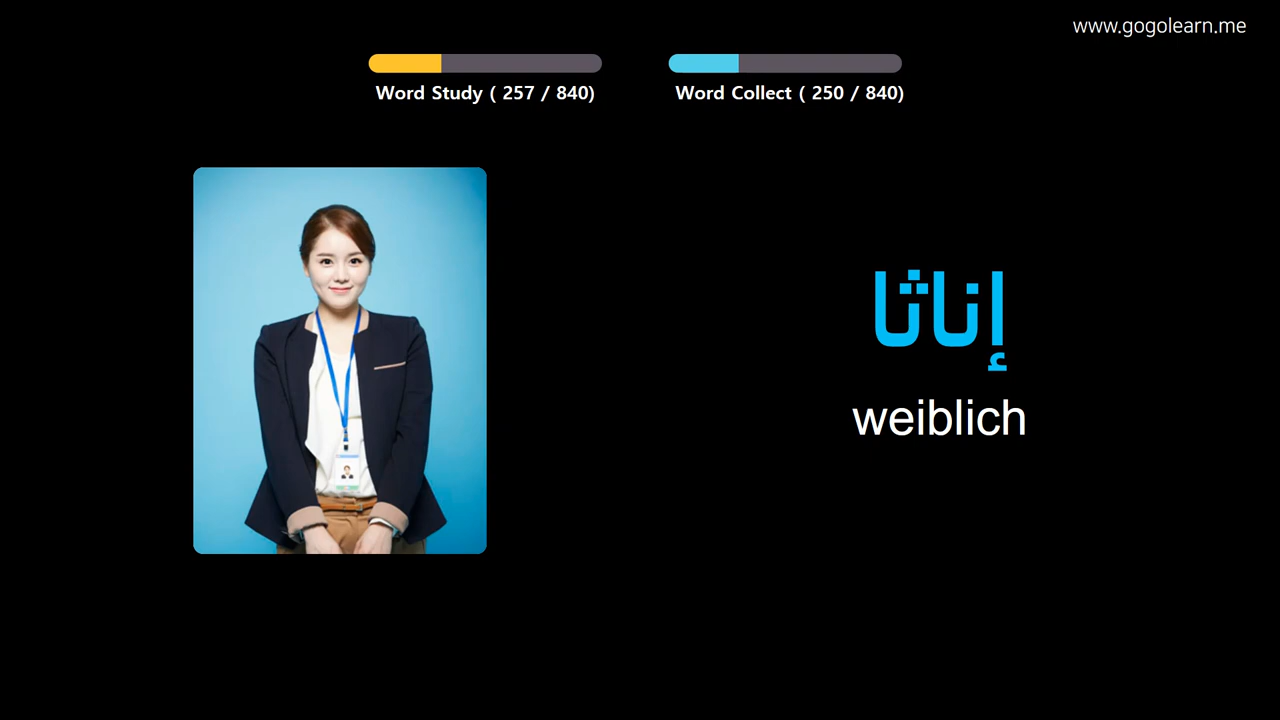 www.gogolearn.me
Word Study ( 257 / 840)
Word Collect ( 250 / 840)
إناثا
weiblich